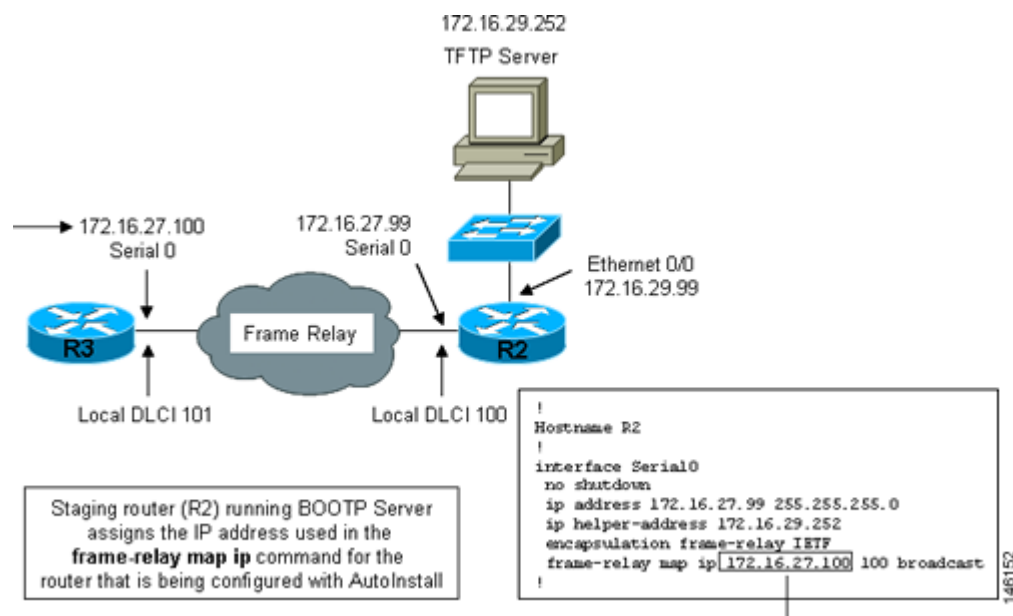 172.16.29.252
TFTP Server
172.16.27.100
Serial 0
172.16.27.99
Serial 0
Ethernet 0/0
172.16.29.99
R3
Frame Relay
R2
Local DLCI 101
Local DLCI 100
Staging router (R2) running BOOTP Server
assigns the IP address used in the
frame-relay map ip command for the
router that is being configured with AutoInstall
!
Hostname R2
!
interface Serial0
no shutdown
ip address 172.16.27.99 255.255.255.0
ip helper-address 172.16.29.252
encapsulation frame-relay IETF
frame-relay map ip 172.16.27.100 100 broadcast
!
146152